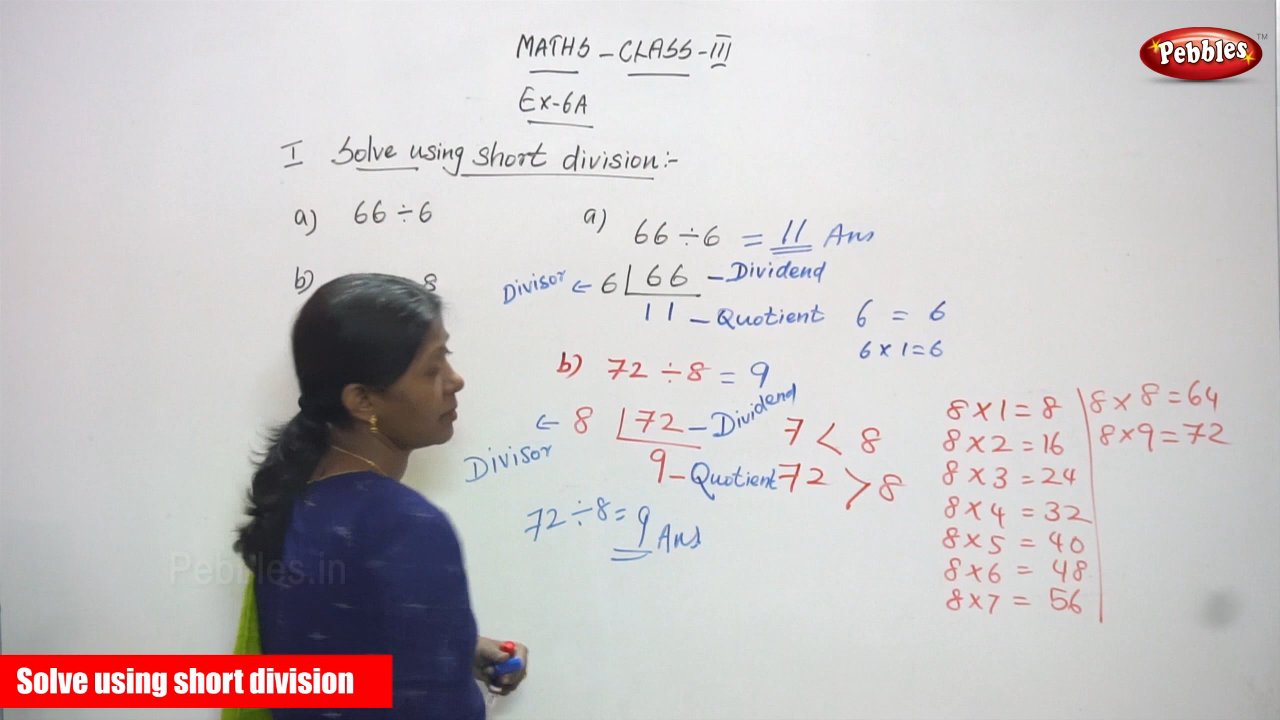 MATHS - CLASS - III
Pebbles TM
Ex-6A
I Solve using short division:-
a) 66 ÷ 6
b) 8
a) 66 ÷ 6 = 11 Ans
Divisor ← 6 66 - Dividend
11 - Quotient
6 = 6
6 x 1 = 6
b) 72 ÷ 8 = 9
← 8 72 - Dividend
Divisor
9 - Quotient
7 < 8
72 > 8
72 ÷ 8 = 9 Ans
8 x 1 = 8
8 x 2 = 16
8 x 3 = 24
8 x 4 = 32
8 x 5 = 40
8 x 6 = 48
8 x 7 = 56
8 x 8 = 64
8 x 9 = 72
Pebbles.in
Solve using short division